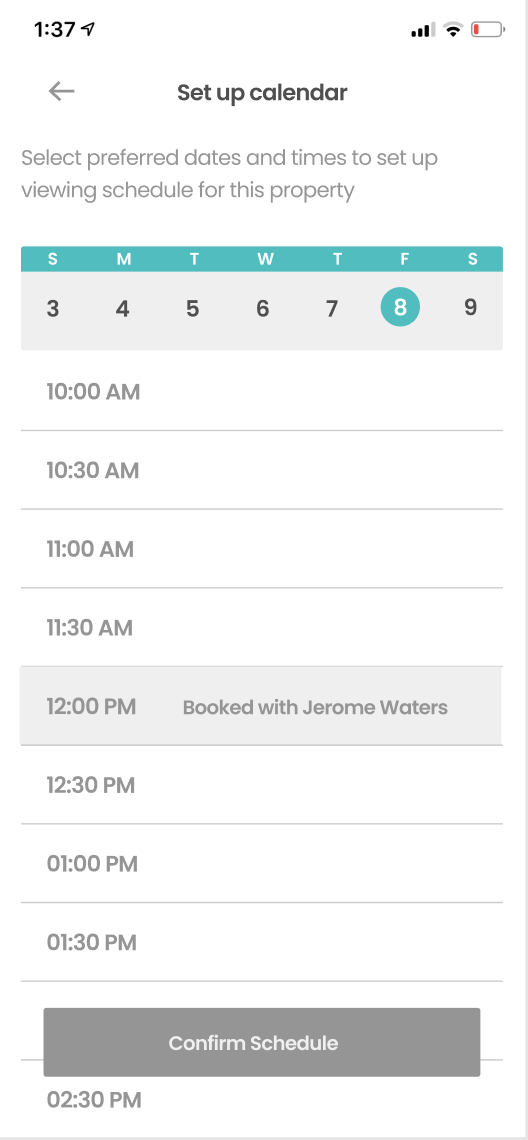 1:37
Set up calendar
Select preferred dates and times to set up
viewing schedule for this property
S M T W T F S
3 4 5 6 7 8 9
10:00 AM
10:30 AM
11:00 AM
11:30 AM
12:00 PM Booked with Jerome Waters
12:30 PM
01:00 PM
01:30 PM
Confirm Schedule
02:30 PM